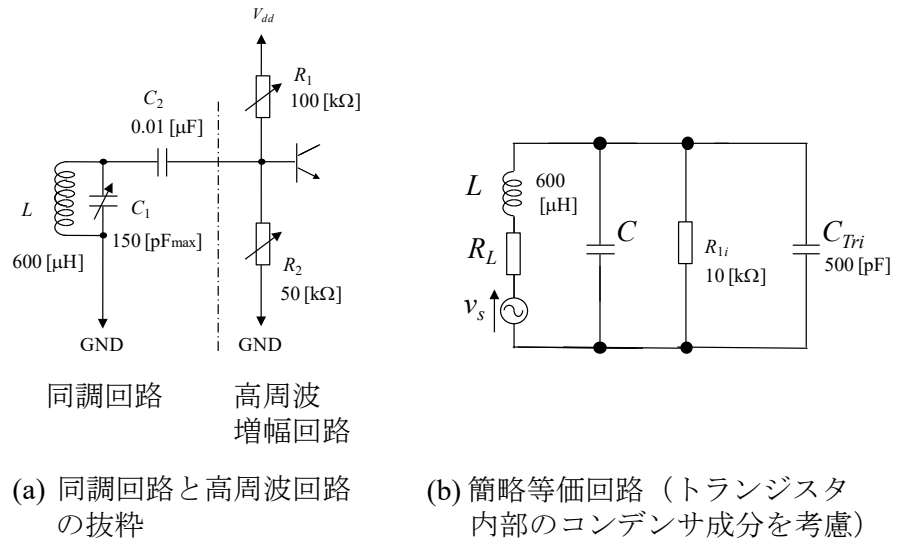 Vdd
R1
100 [kΩ]
C2
0.01 [μF]
L
C1
600 [μH]
150 [pFmax]
R2
50 [kΩ]
GND
GND
同調回路
高周波
増幅回路
(a) 同調回路と高周波回路
の抜粋
L
600
[μH]
RL
vs
C
R1i
10 [kΩ]
CTri
500 [pF]
(b) 簡略等価回路（トランジスタ
内部のコンデンサ成分を考慮）